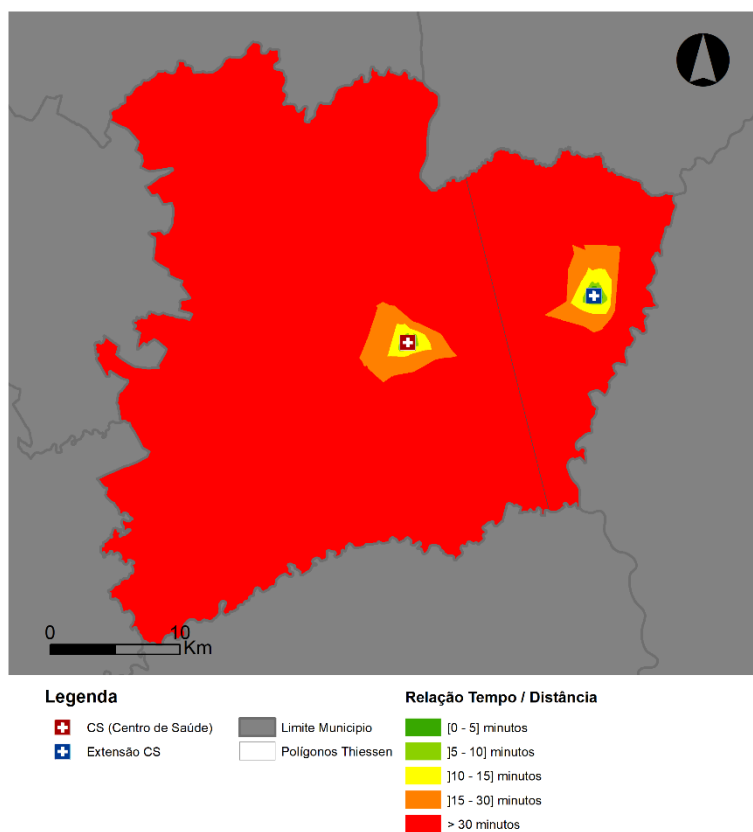 0 10
Km
Legenda
CS (Centro de Saúde)
Extensão CS
Limite Municipio
Polígonos Thiessen
Relação Tempo / Distância
[0 - 5] minutos
]5 - 10] minutos
]10 - 15] minutos
]15 - 30] minutos
> 30 minutos